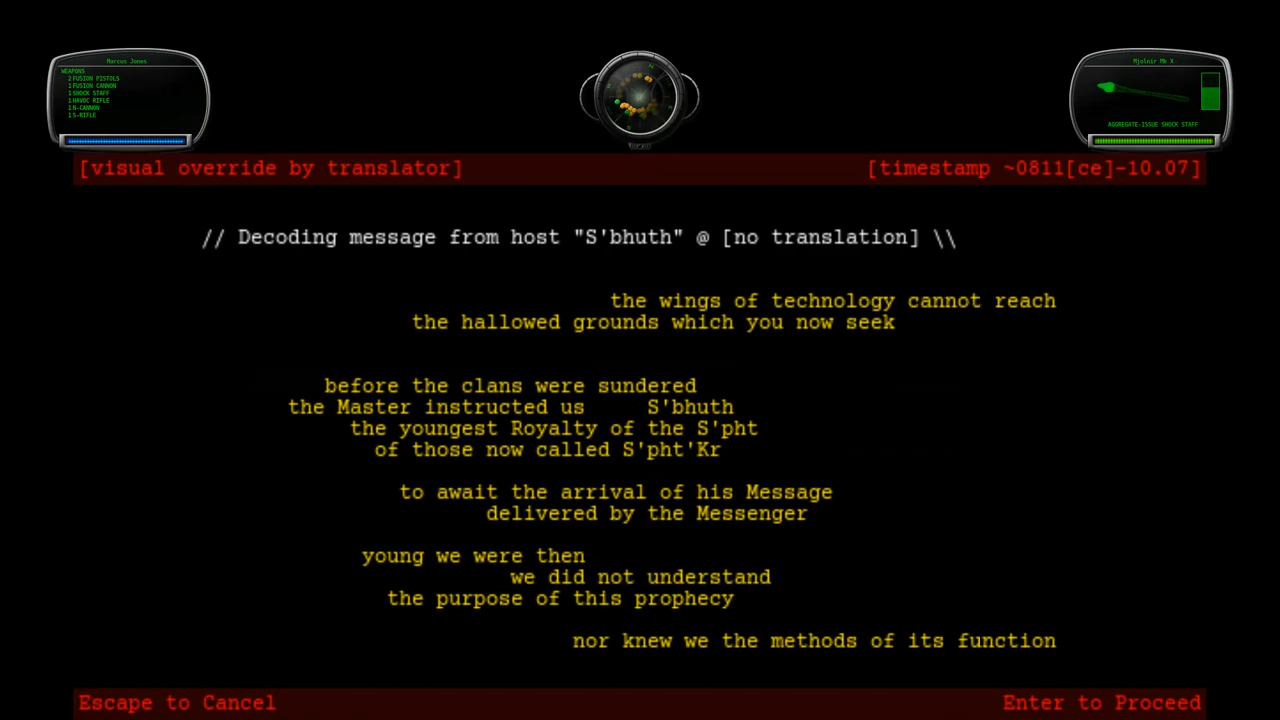 Marcus Jones
WEAPONS
2 FUSION PISTOLS
1 FUSION CANNON
1 SHOCK STAFF
1 HAVOC RIFLE
1 N-CANNON
1 S-RIFLE
N
Mjolnir Mk X
AGGREGATE-ISSUE SHOCK STAFF
[visual override by translator] [timestamp ~0811[ce]-10.07]
// Decoding message from host "S'bhuth" @ [no translation] \\
the wings of technology cannot reach
the hallowed grounds which you now seek
before the clans were sundered
the Master instructed us S'bhuth
the youngest Royalty of the S'pht
of those now called S'pht'Kr
to await the arrival of his Message
delivered by the Messenger
young we were then
we did not understand
the purpose of this prophecy
nor knew we the methods of its function
Escape to Cancel Enter to Proceed